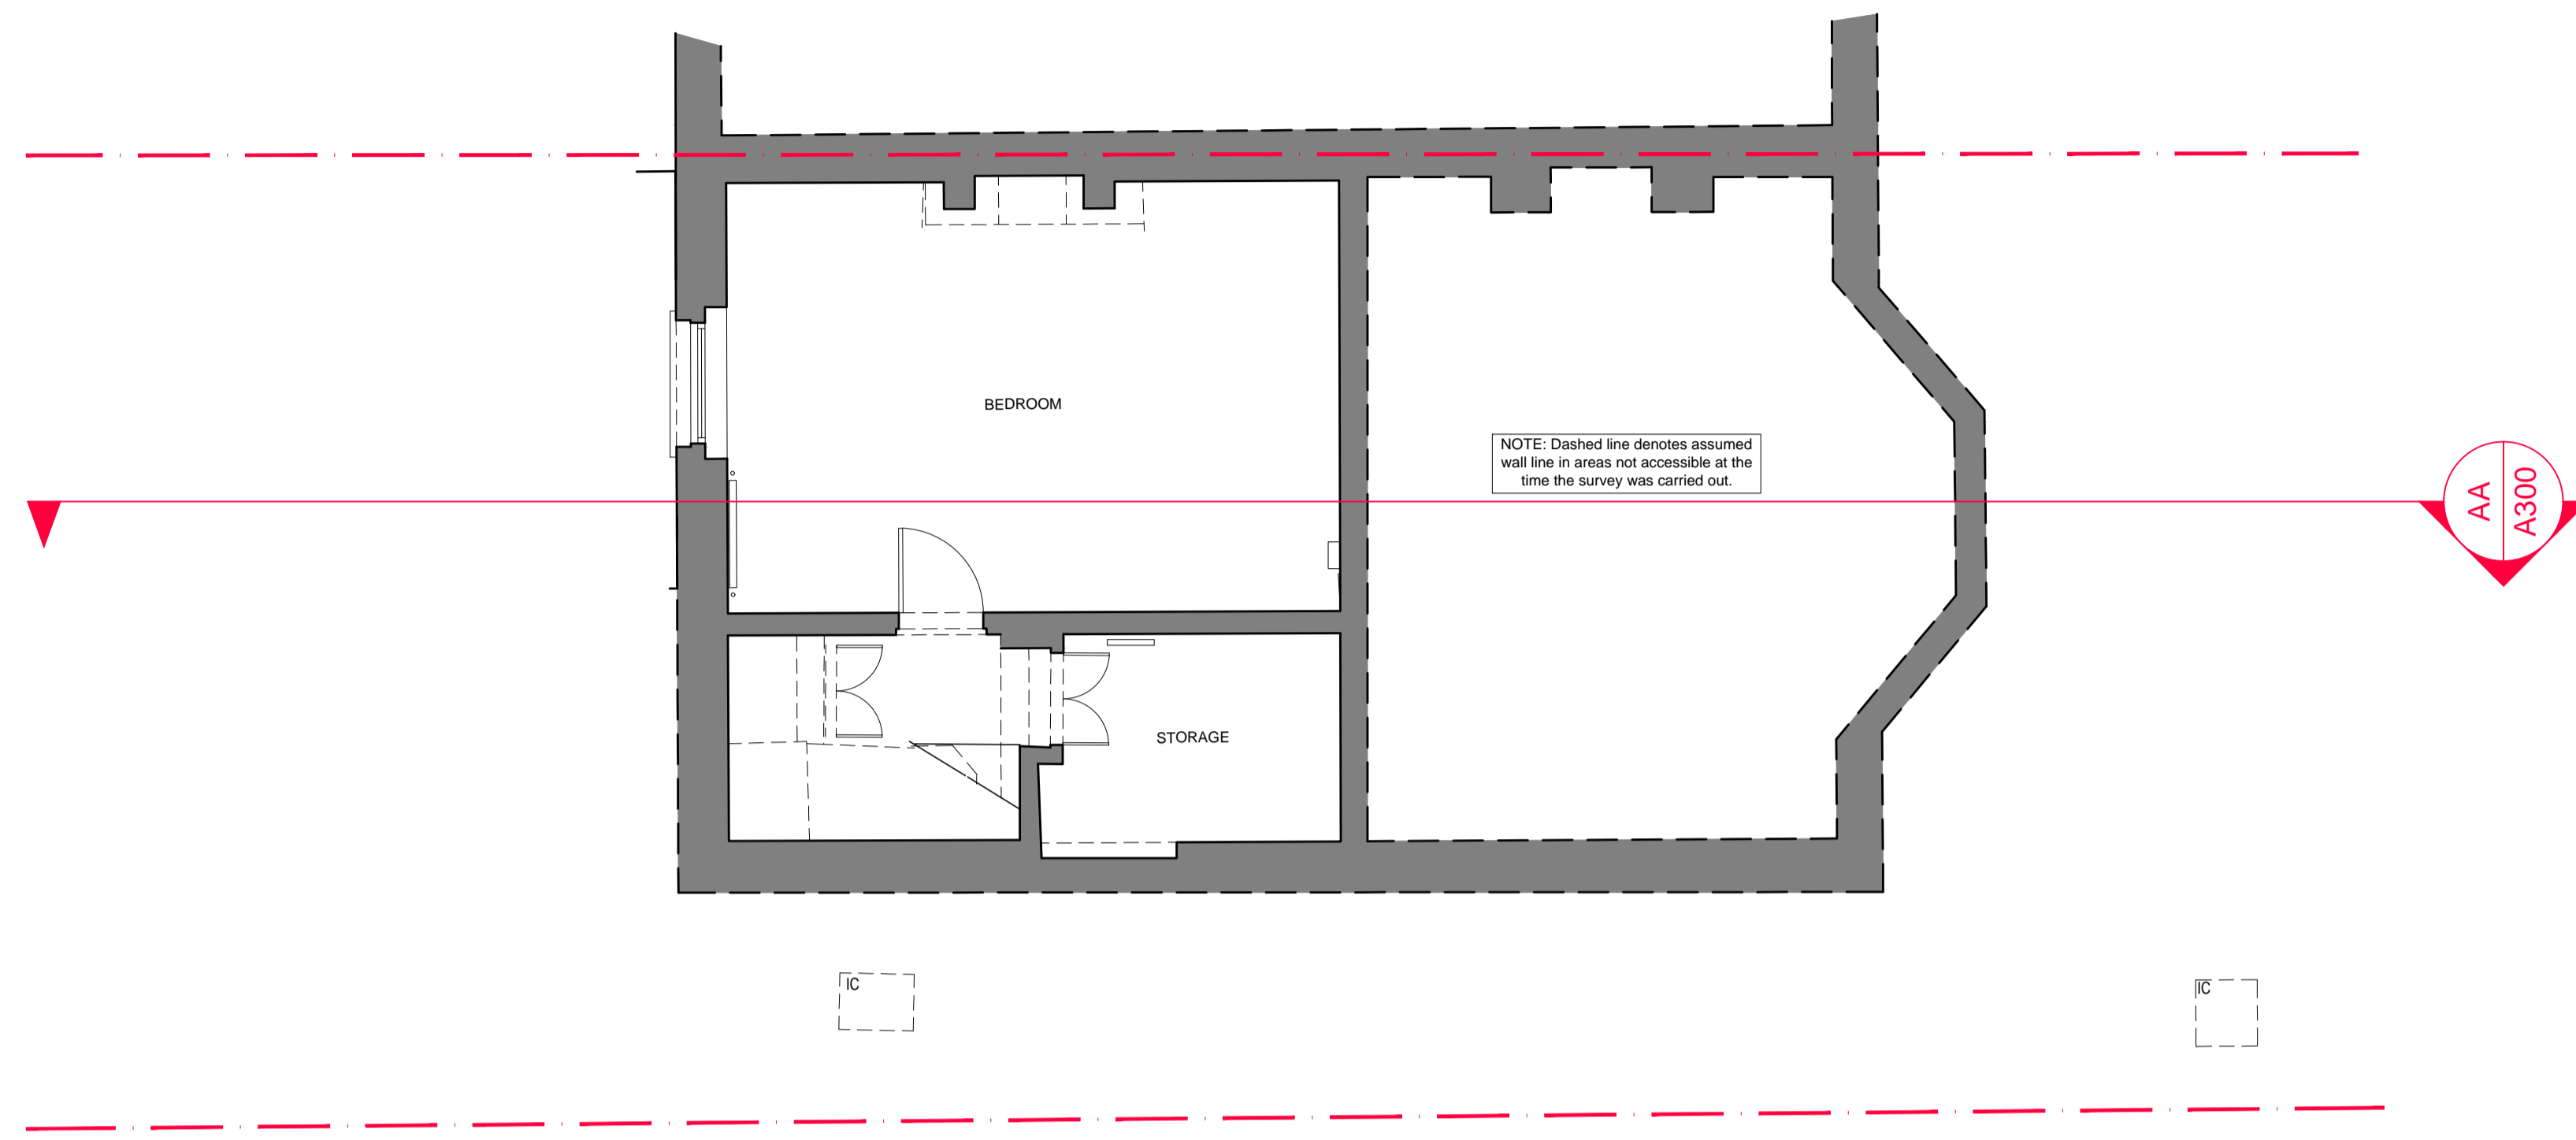 BEDROOM
NOTE: Dashed line denotes assumed
wall line in areas not accessible at the
time the survey was carried out.
AA
A300
STORAGE
IC
IC